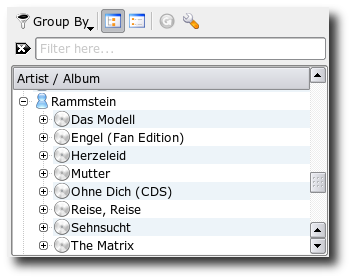 Group By
Filter here...
Artist / Album
Rammstein
Das Modell
Engel (Fan Edition)
Herzeleid
Mutter
Ohne Dich (CDS)
Reise, Reise
Sehnsucht
The Matrix